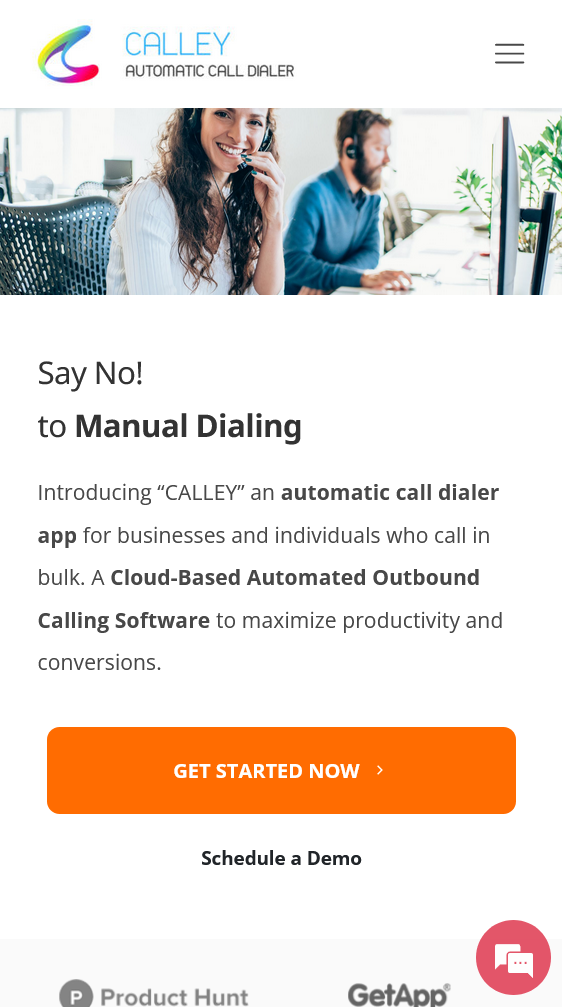 CALLEY
AUTOMATIC CALL DIALER
Say No!
to Manual Dialing
Introducing “CALLEY” an automatic call dialer
app for businesses and individuals who call in
bulk. A Cloud-Based Automated Outbound
Calling Software to maximize productivity and
conversions.
GET STARTED NOW
Schedule a Demo
P Product Hunt
GetApp®